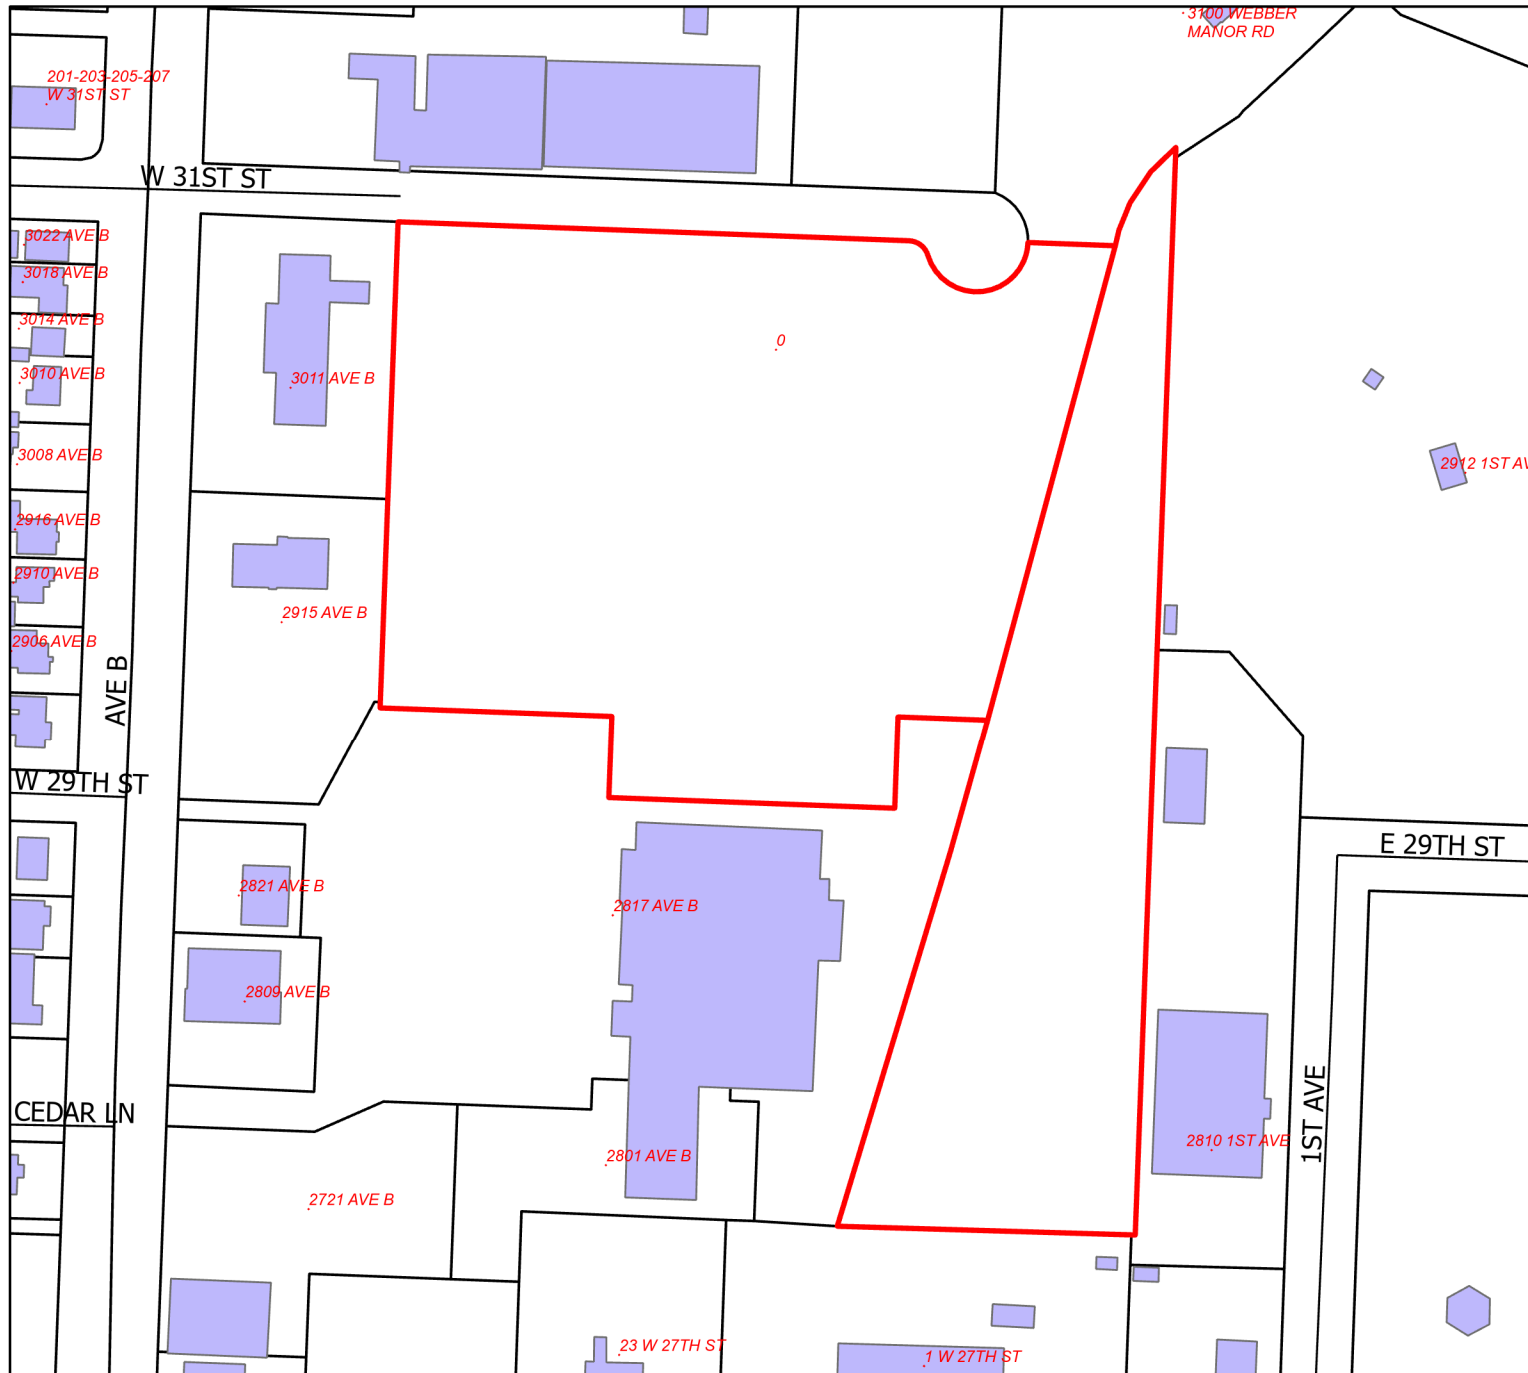 3100 WEBBER
MANOR RD
201-203-205-207
W 31ST ST
W 31ST ST
3022 AVE B
3018 AVE B
3014 AVE B
0
3010 AVE B
3011 AVE B
3008 AVE B
2912 1ST AV
2916 AVE B
2910 AVE B
2915 AVE B
2906 AVE B
AVE B
W 29TH ST
E 29TH ST
2821 AVE B
2817 AVE B
2809 AVE B
CEDAR LN
1ST AVE
2810 1ST AVE
2801 AVE B
2721 AVE B
23 W 27TH ST
1 W 27TH ST